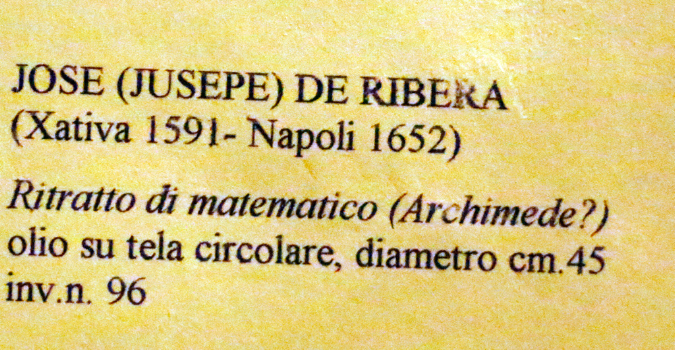 JOSE (JUSEPE) DE RIBERA
(Xativa 1591- Napoli 1652)
Ritratto di matematico (Archimede?)
olio su tela circolare, diametro cm.45
inv.n. 96